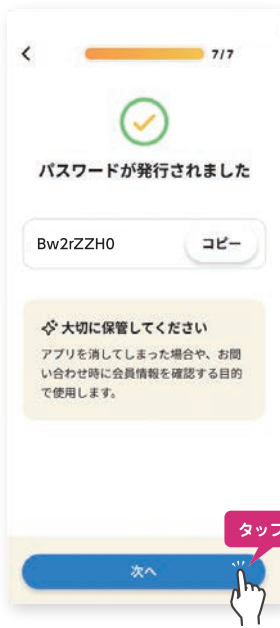 7/7
パスワードが発行されました
Bw2rZZH0
コピー
大切に保管してください
アプリを消してしまった場合や、お問
い合わせ時に会員情報を確認する目的
で使用します。
タップ
次へ